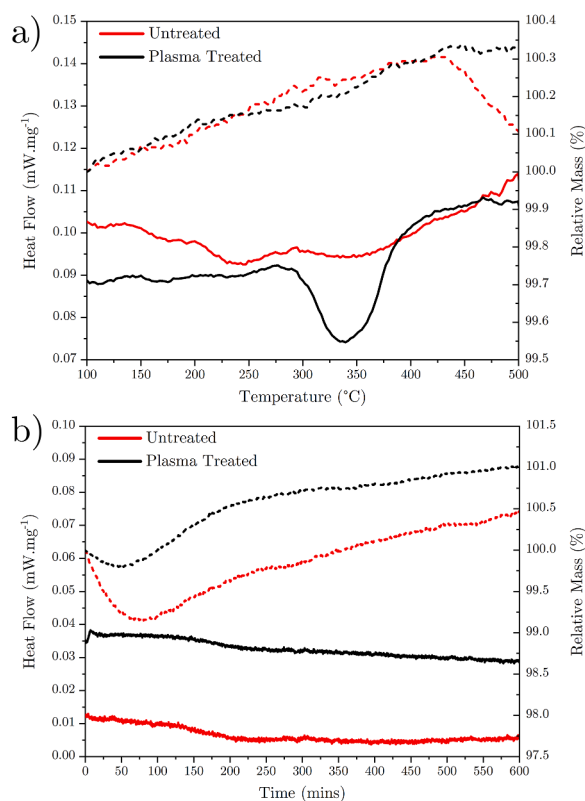 a)
Untreated
Plasma Treated
Heat Flow (mW.mg-1)
0.15
0.14
0.13
0.12
0.11
0.10
0.09
0.08
0.07
100.4
100.3
100.2
100.1
100.0
99.9
99.8
99.7
99.6
99.5
Relative Mass (%)
100 150 200 250 300 350 400 450 500
Temperature (°C)
b)
Untreated
Plasma Treated
Heat Flow (mW.mg-1)
0.10
0.09
0.08
0.07
0.06
0.05
0.04
0.03
0.02
0.01
0.00
101.5
101.0
100.5
100.0
99.5
99.0
98.5
98.0
97.5
Relative Mass (%)
0 50 100 150 200 250 300 350 400 450 500 550 600
Time (mins)